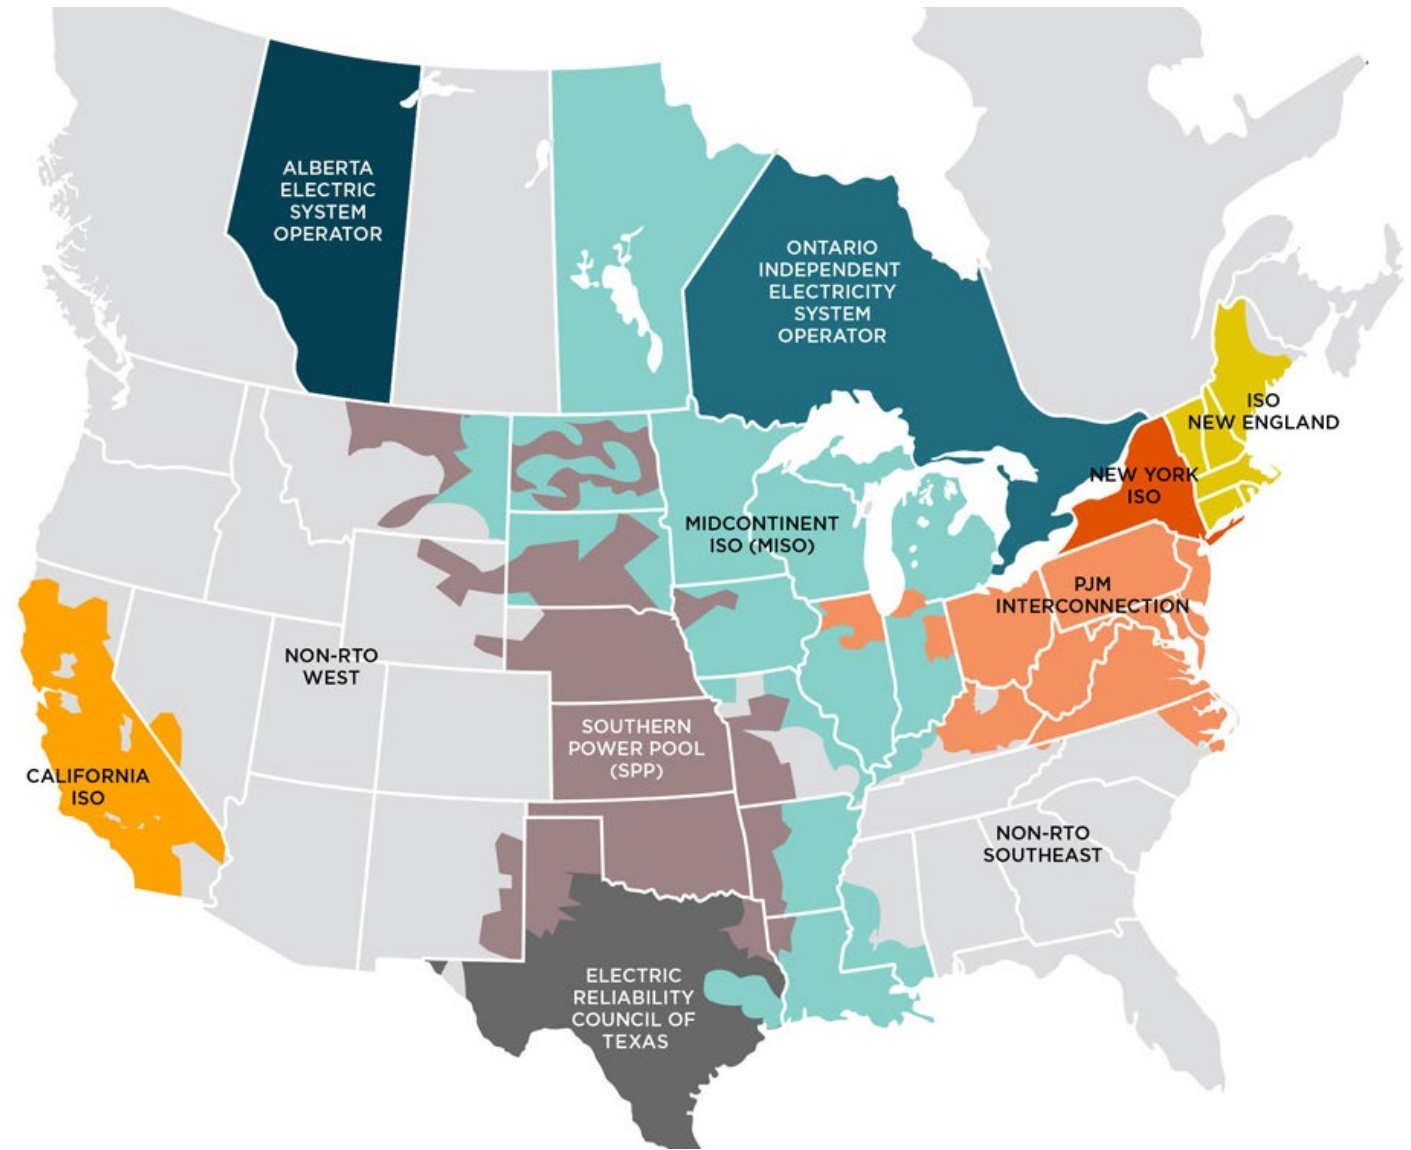 ALBERTA
ELECTRIC
SYSTEM
OPERATOR
ONTARIO
INDEPENDENT
ELECTRICITY
SYSTEM
OPERATOR
ISO
NEW ENGLAND
NEW YORK
ISO
MIDCONTINENT
ISO (MISO)
PJM
INTERCONNECTION
NON-RTO
WEST
SOUTHERN
POWER POOL
(SPP)
CALIFORNIA
ISO
NON-RTO
SOUTHEAST
ELECTRIC
RELIABILITY
COUNCIL OF
TEXAS